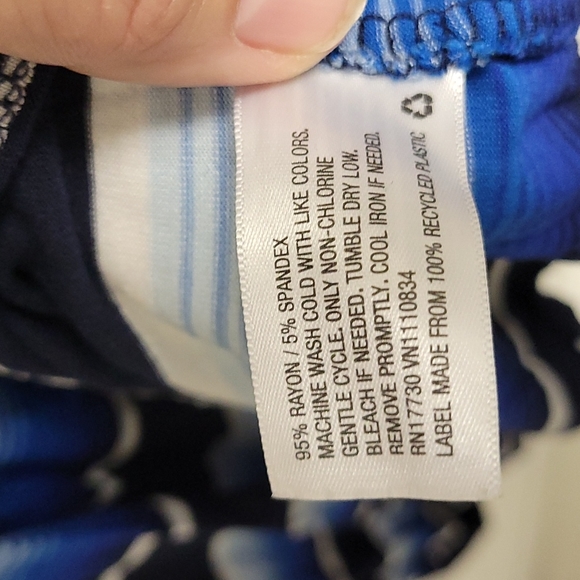 95% RAYON / 5% SPANDEX
MACHINE WASH COLD WITH LIKE COLORS.
GENTLE CYCLE. ONLY NON-CHLORINE
BLEACH IF NEEDED. TUMBLE DRY LOW.
REMOVE PROMPTLY. COOL IRON IF NEEDED.
RN17730 VN1110834
LABEL MADE FROM 100% RECYCLED PLASTIC